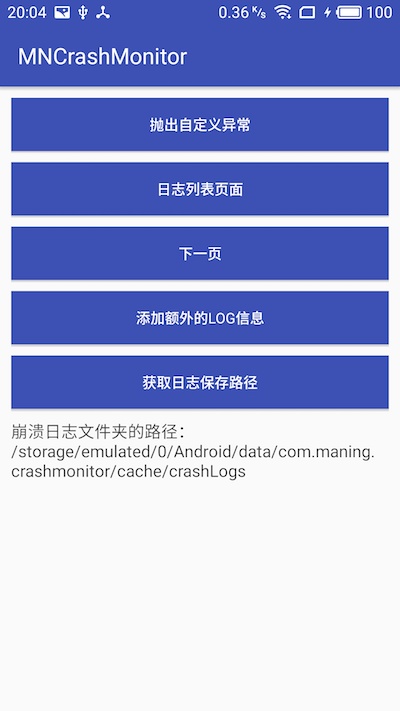 20:04 0.36 K/s 100
MNCrashMonitor
抛出自定义异常
日志列表页面
下一页
添加额外的LOG信息
获取日志保存路径
崩溃日志文件夹的路径：
/storage/emulated/0/Android/data/com.maning.
crashmonitor/cache/crashLogs